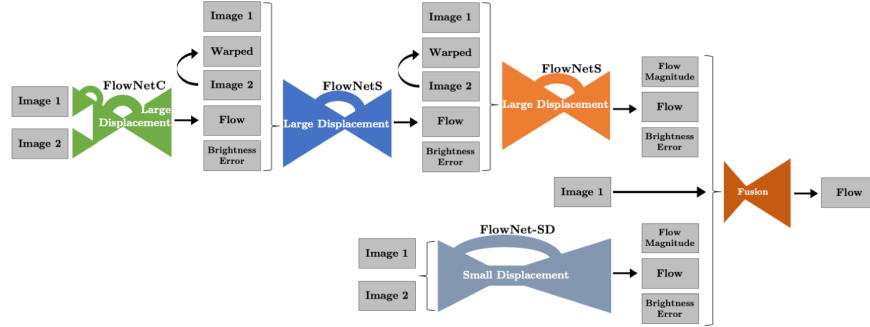 FlowNetC
Image 1
Image 2
Large
Displacement
Image 1
Warped
Image 2
Flow
Brightness
Error
FlowNetS
Large Displacement
Image 1
Warped
Image 2
Flow
Brightness
Error
FlowNetS
Large Displacement
Flow
Magnitude
Flow
Brightness
Error
Image 1
Fusion
Flow
FlowNet-SD
Image 1
Image 2
Small Displacement
Flow
Magnitude
Flow
Brightness
Error